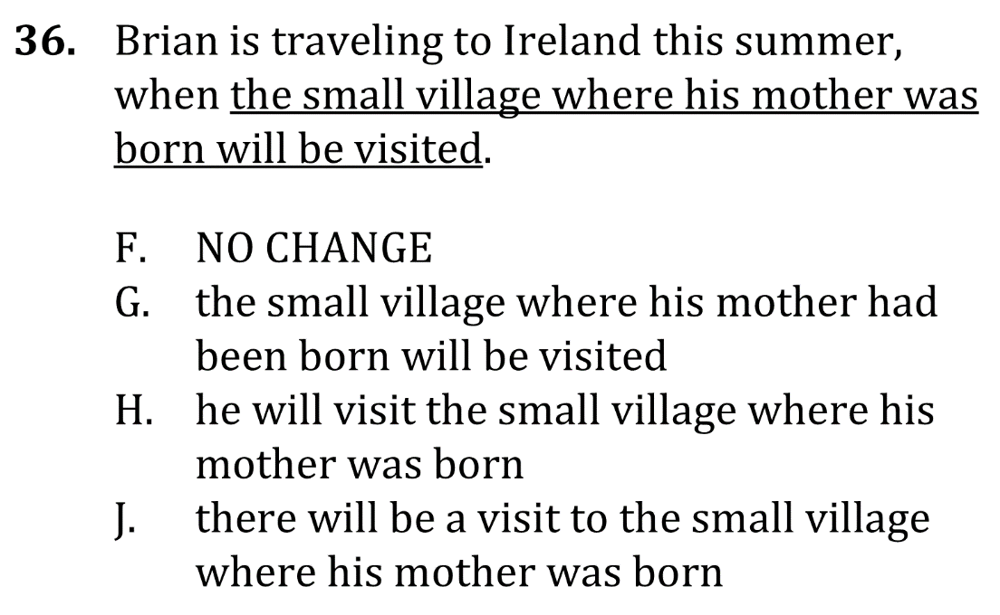 36. Brian is traveling to Ireland this summer,
when the small village where his mother was
born will be visited.
F. NO CHANGE
G. the small village where his mother had
been born will be visited
H. he will visit the small village where his
mother was born
J. there will be a visit to the small village
where his mother was born